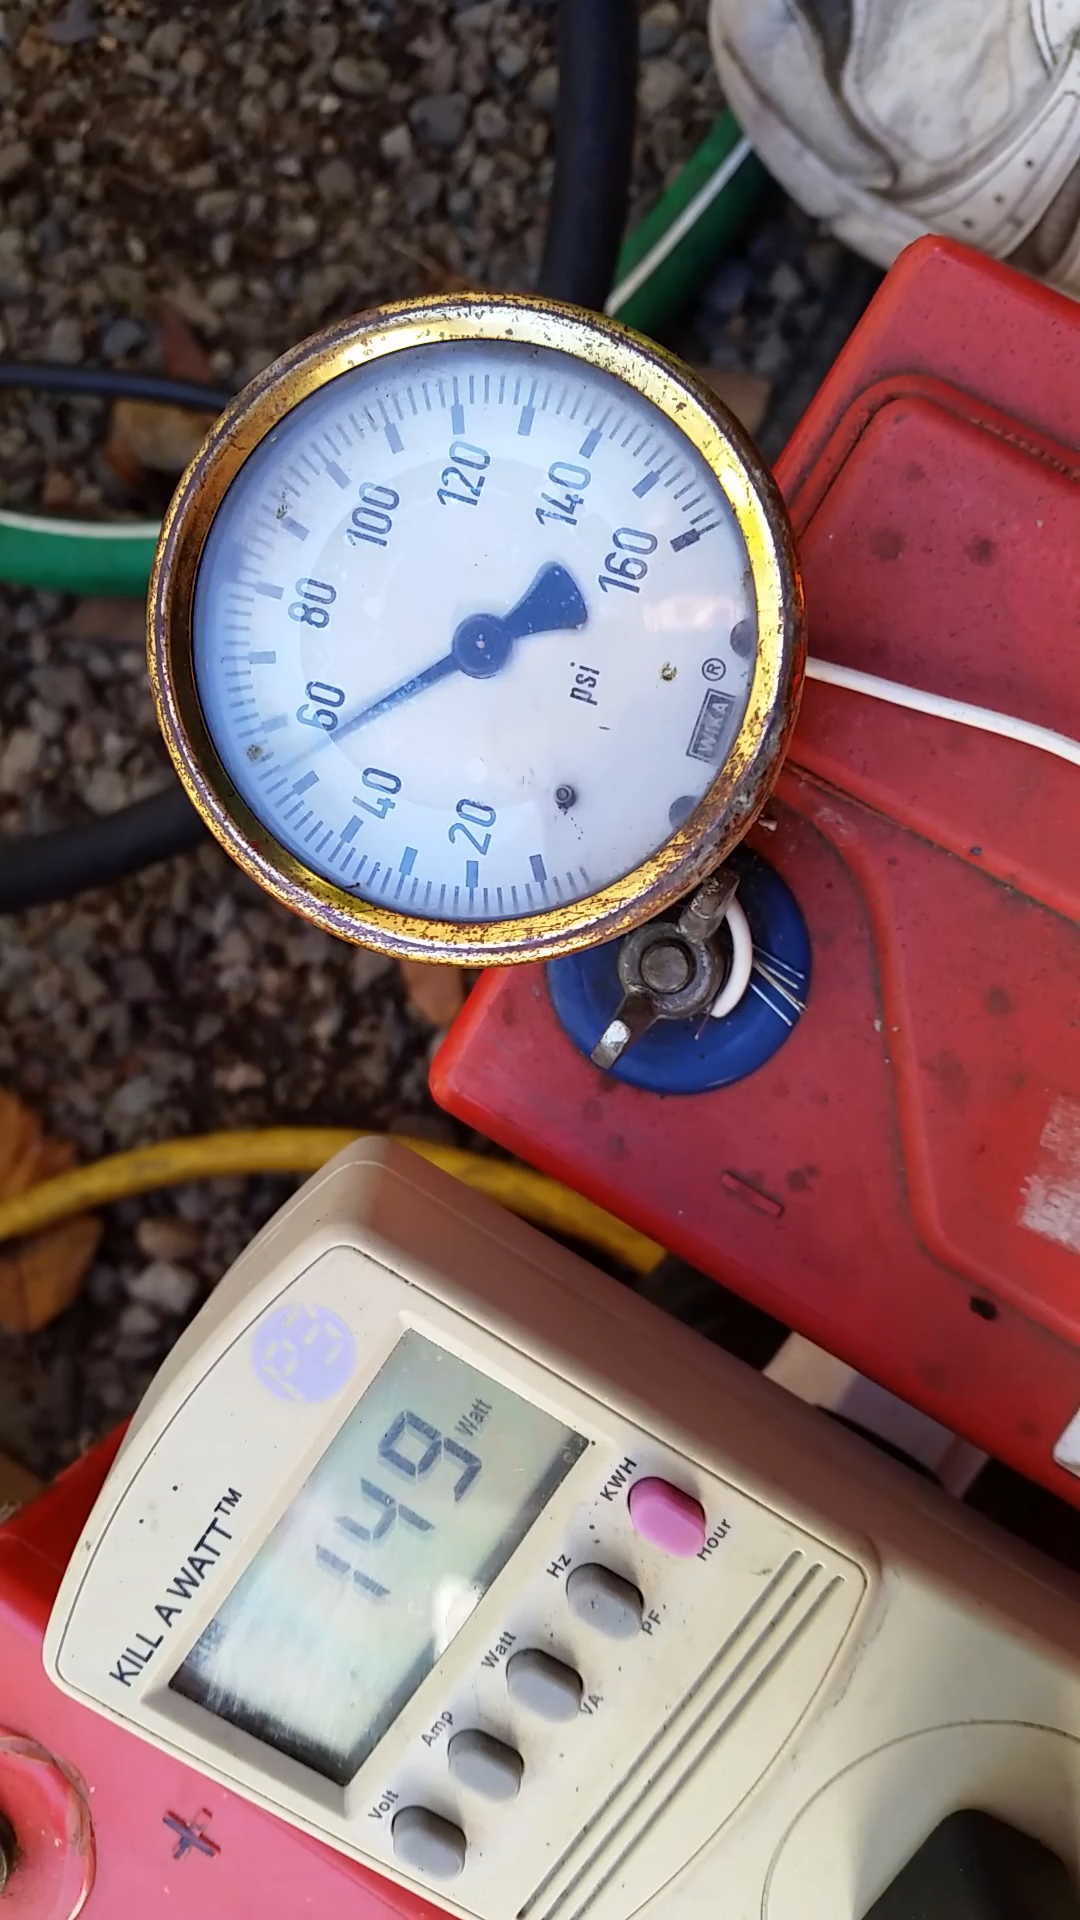 20
40
60
80
100
120
140
160
psi
WIKA ®
KILL A WATT™
149 Watt
Volt
Amp
Watt
VA
Hz
PF
KWH
Hour
+